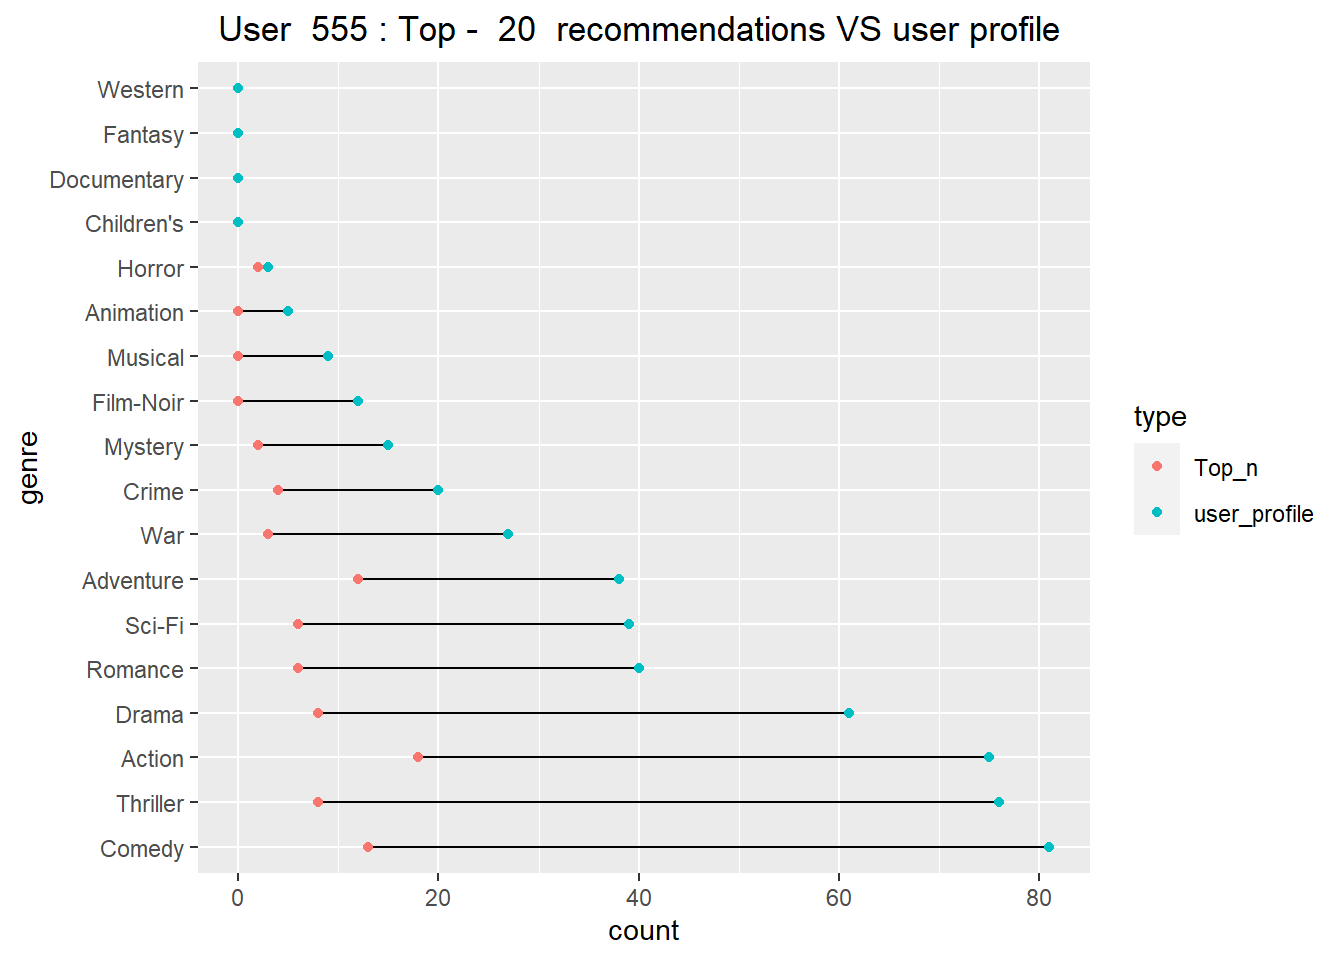 User  555 : Top -  20  recommendations VS user profile
Western
Fantasy
Documentary
Children's
Horror
Animation
Musical
Film-Noir
Mystery
Crime
War
Adventure
Sci-Fi
Romance
Drama
Action
Thriller
Comedy
genre
0 20 40 60 80
count
type
Top_n
user_profile